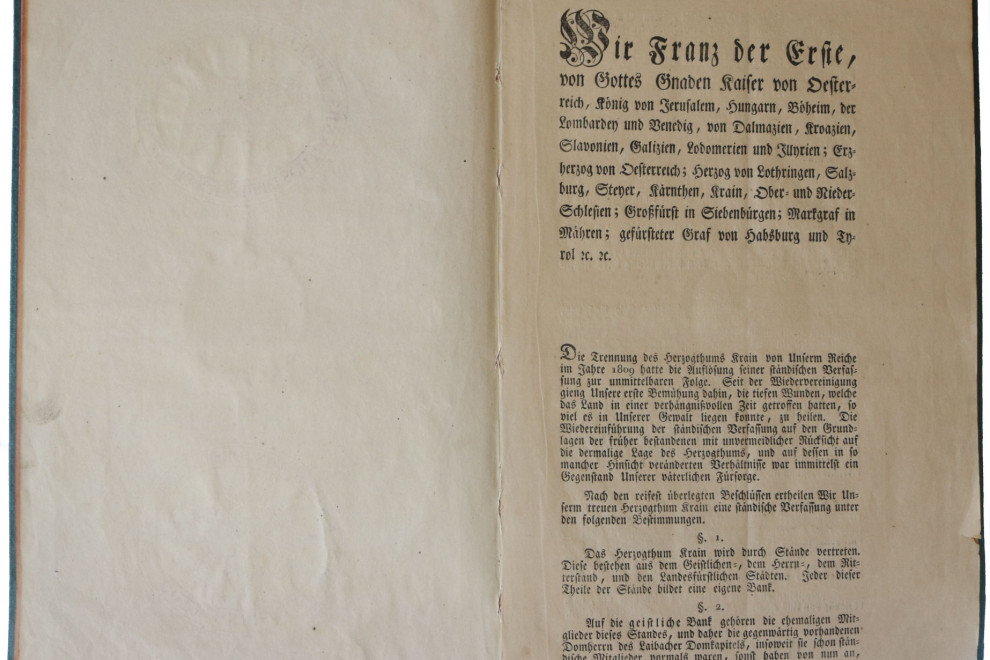 Wir Franz der Erste,
von Gottes Gnaden Kaiser von Oester-
reich, König von Jerusalem, Hungarn, Böheim, der
Lombardey und Venedig, von Dalmazien, Kroazien,
Slavonien, Galizien, Lodomerien und Illyrien; Erz-
herzog von Oesterreich; Herzog von Lothringen, Salz-
burg, Steyer, Kärnthen, Krain, Ober- und Nieder-
Schlesien; Großfürst in Siebenbürgen; Markgraf in
Mähren; gefürsteter Graf von Habsburg und Ty-
rol ꝛc. ꝛc.
Die Trennung des Herzogthums Krain von Unserm Reiche
im Jahre 1809 hatte die Auflösung seiner ständischen Verfas-
sung zur unmittelbaren Folge. Seit der Wiedervereinigung
gieng Unsere erste Bemühung dahin, die tiefen Wunden, welche
das Land in einer verhängnißvollen Zeit getroffen hatten, so
viel es in Unserer Gewalt liegen konnte, zu heilen. Die
Wiedereinführung der ständischen Verfassung auf den Grund-
lagen der früher bestandenen mit unvermeidlicher Rücksicht auf
die dermalige Lage des Herzogthums, und auf dessen in so
mancher Hinsicht veränderten Verhältnisse war immittelst ein
Gegenstand Unserer väterlichen Fürsorge.
Nach den reifest überlegten Beschlüssen ertheilen Wir Un-
serm treuen Herzogthum Krain eine ständische Verfassung unter
den folgenden Bestimmungen.
§. 1.
Das Herzogthum Krain wird durch Stände vertreten.
Diese bestehen aus dem Geistlichen-, dem Herrn-, dem Rit-
terstand, und den Landesfürstlichen Städten. Jeder dieser
Theile der Stände bildet eine eigene Bank.
§. 2.
Auf die geistliche Bank gehören die ehemaligen Mit-
glieder dieses Standes, und daher die gegenwärtig vorhandenen
Domherrn des Laibacher Domkapitels, insoweit sie schon stän-
dische Mitglieder vormals waren, sonst haben von nun an,